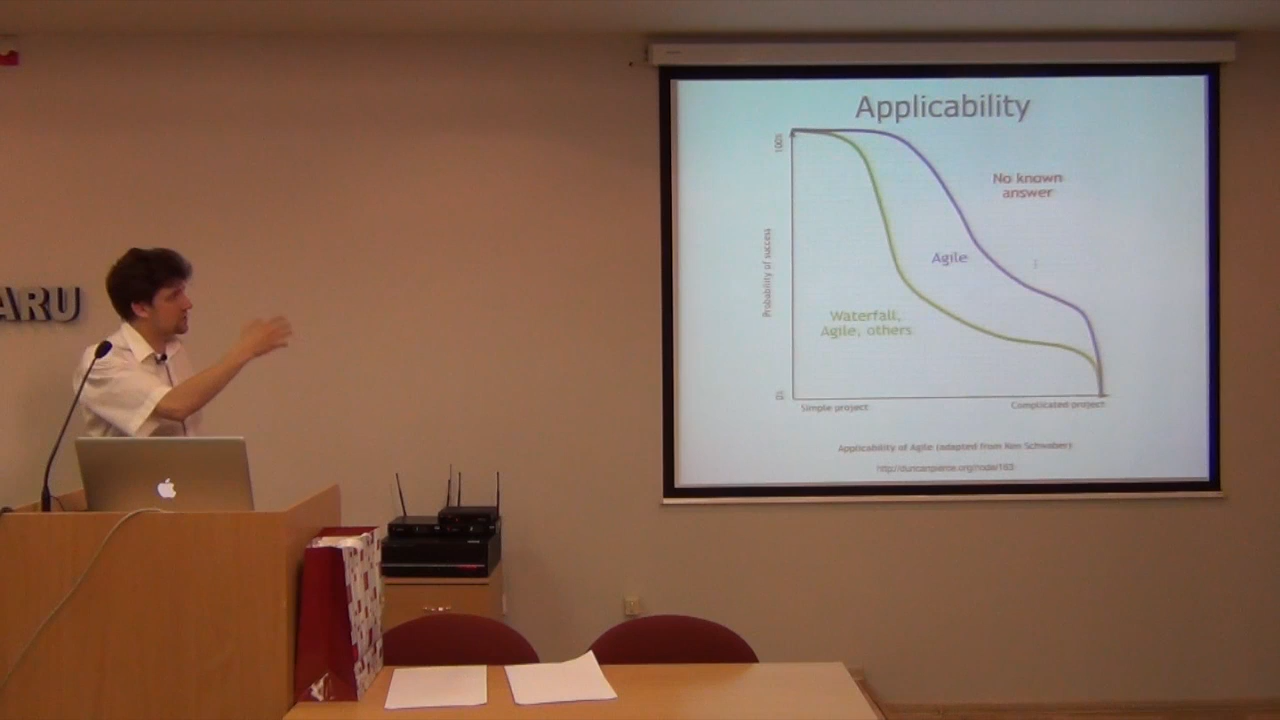 ARU
Applicability
100%
No known
answer
Probability of success
Agile
Waterfall,
Agile, others
0%
Simple project
Complicated project
Applicability of Agile (adapted from Ken Schwaber)
http://duncanpierce.org/node/163